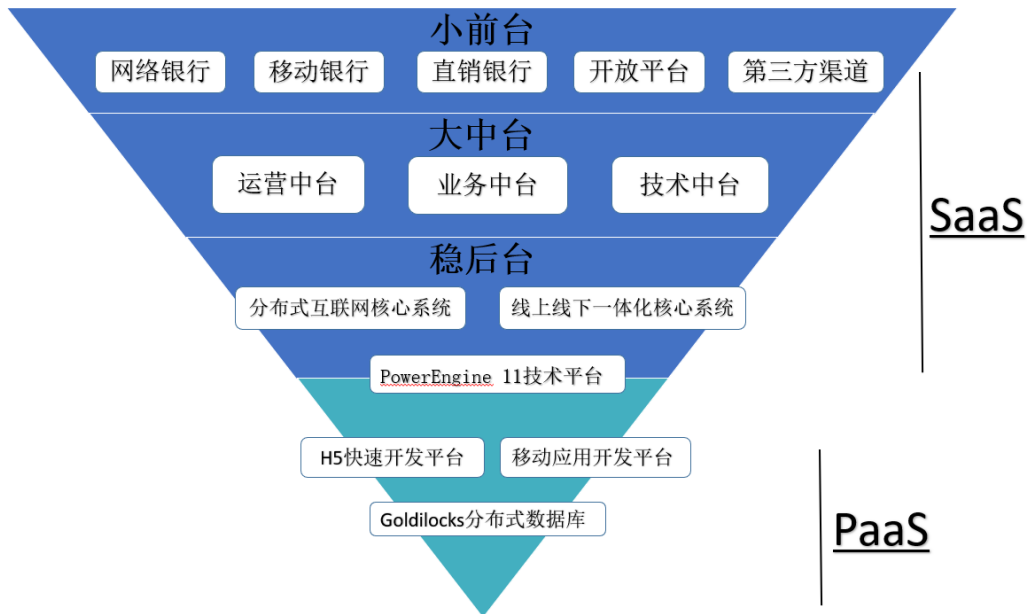 小前台
网络银行 移动银行 直销银行 开放平台 第三方渠道
大中台
运营中台 业务中台 技术中台
SaaS
稳后台
分布式互联网核心系统 线上线下一体化核心系统
PowerEngine 11技术平台
H5快速开发平台 移动应用开发平台
Goldilocks分布式数据库
PaaS